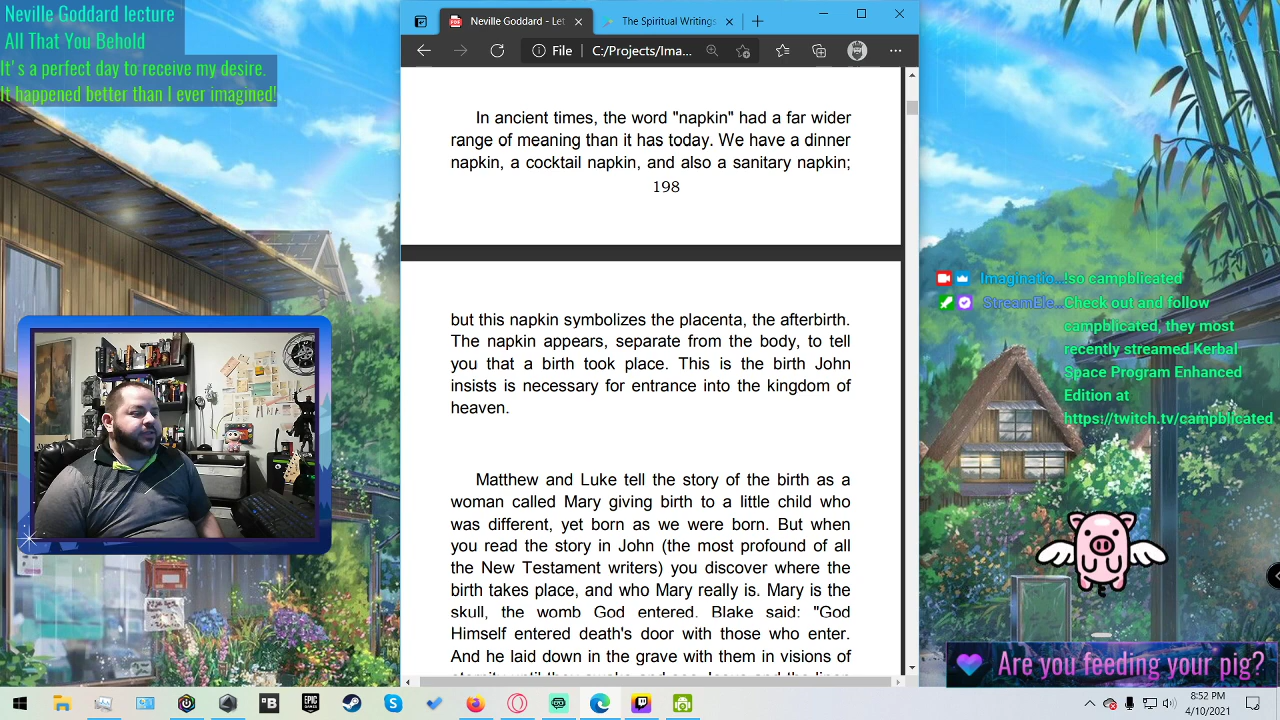 Neville Goddard lecture
All That You Behold
It's a perfect day to receive my desire.
It happened better than I ever imagined!
Neville Goddard - Let
The Spiritual Writings
File
C:/Projects/Ima...
In ancient times, the word "napkin" had a far wider
range of meaning than it has today. We have a dinner
napkin, a cocktail napkin, and also a sanitary napkin;
198
but this napkin symbolizes the placenta, the afterbirth.
The napkin appears, separate from the body, to tell
you that a birth took place. This is the birth John
insists is necessary for entrance into the kingdom of
heaven.
Matthew and Luke tell the story of the birth as a
woman called Mary giving birth to a little child who
was different, yet born as we were born. But when
you read the story in John (the most profound of all
the New Testament writers) you discover where the
birth takes place, and who Mary really is. Mary is the
skull, the womb God entered. Blake said: "God
Himself entered death's door with those who enter.
And he laid down in the grave with them in visions of
Imaginatio... !so campblicated
StreamEle... Check out and follow
campblicated, they most
recently streamed Kerbal
Space Program Enhanced
Edition at
https://twitch.tv/campblicated
Are you feeding your pig?
8:52 PM
4/10/2021